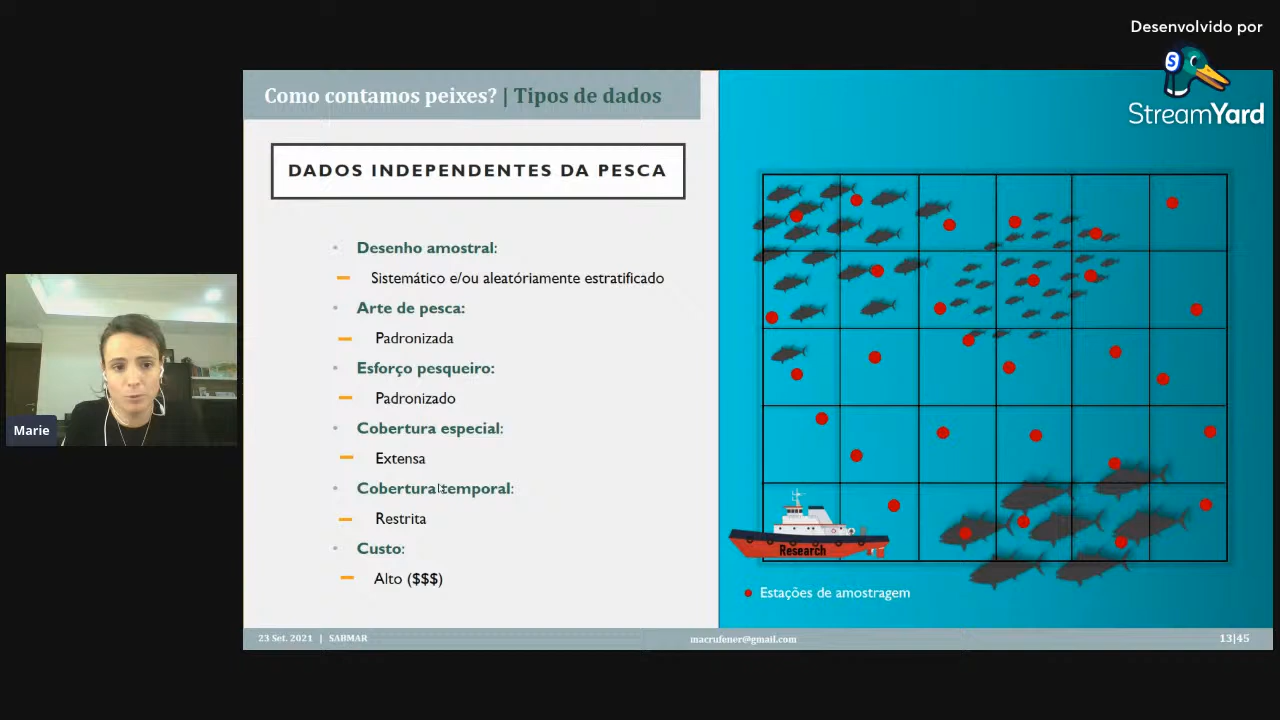 Desenvolvido por
StreamYard
Como contamos peixes? | Tipos de dados
DADOS INDEPENDENTES DA PESCA
Desenho amostral:
Sistemático e/ou aleatóriamente estratificado
Arte de pesca:
Padronizada
Esforço pesqueiro:
Padronizado
Cobertura especial:
Extensa
Cobertura temporal:
Restrita
Custo:
Alto ($$$)
Research
Estações de amostragem
Marie
23 Set. 2021 | SABMAR
macrufener@gmail.com
13|45